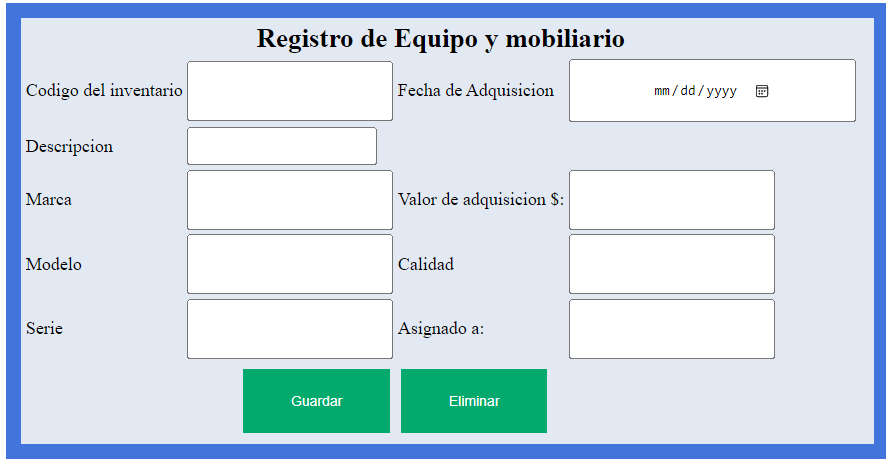 Registro de Equipo y mobiliario
Codigo del inventario Fecha de Adquisicion mm/dd/yyyy
Descripcion
Marca Valor de adquisicion $:
Modelo Calidad
Serie Asignado a:
Guardar Eliminar